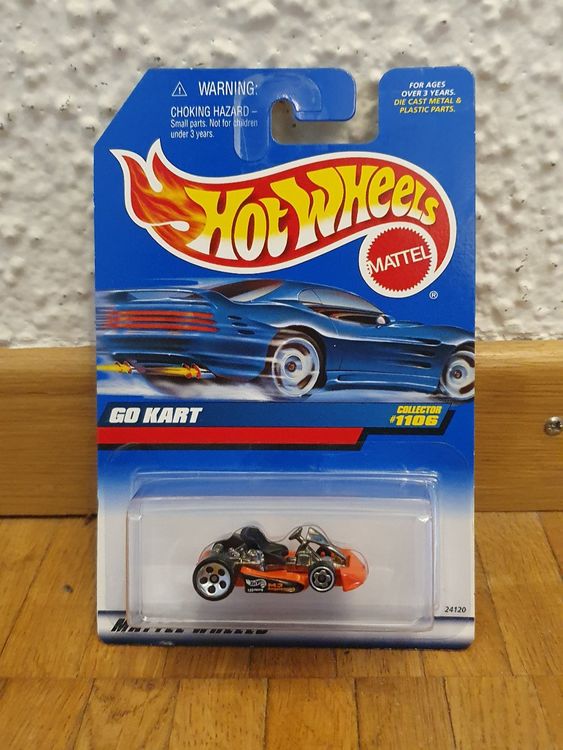 WARNING:
CHOKING HAZARD –
Small parts. Not for children
under 3 years.
FOR AGES
OVER 3 YEARS.
DIE CAST METAL &
PLASTIC PARTS.
HOT WHEELS
MATTEL
®
GO KART
COLLECTOR
#1106
24120